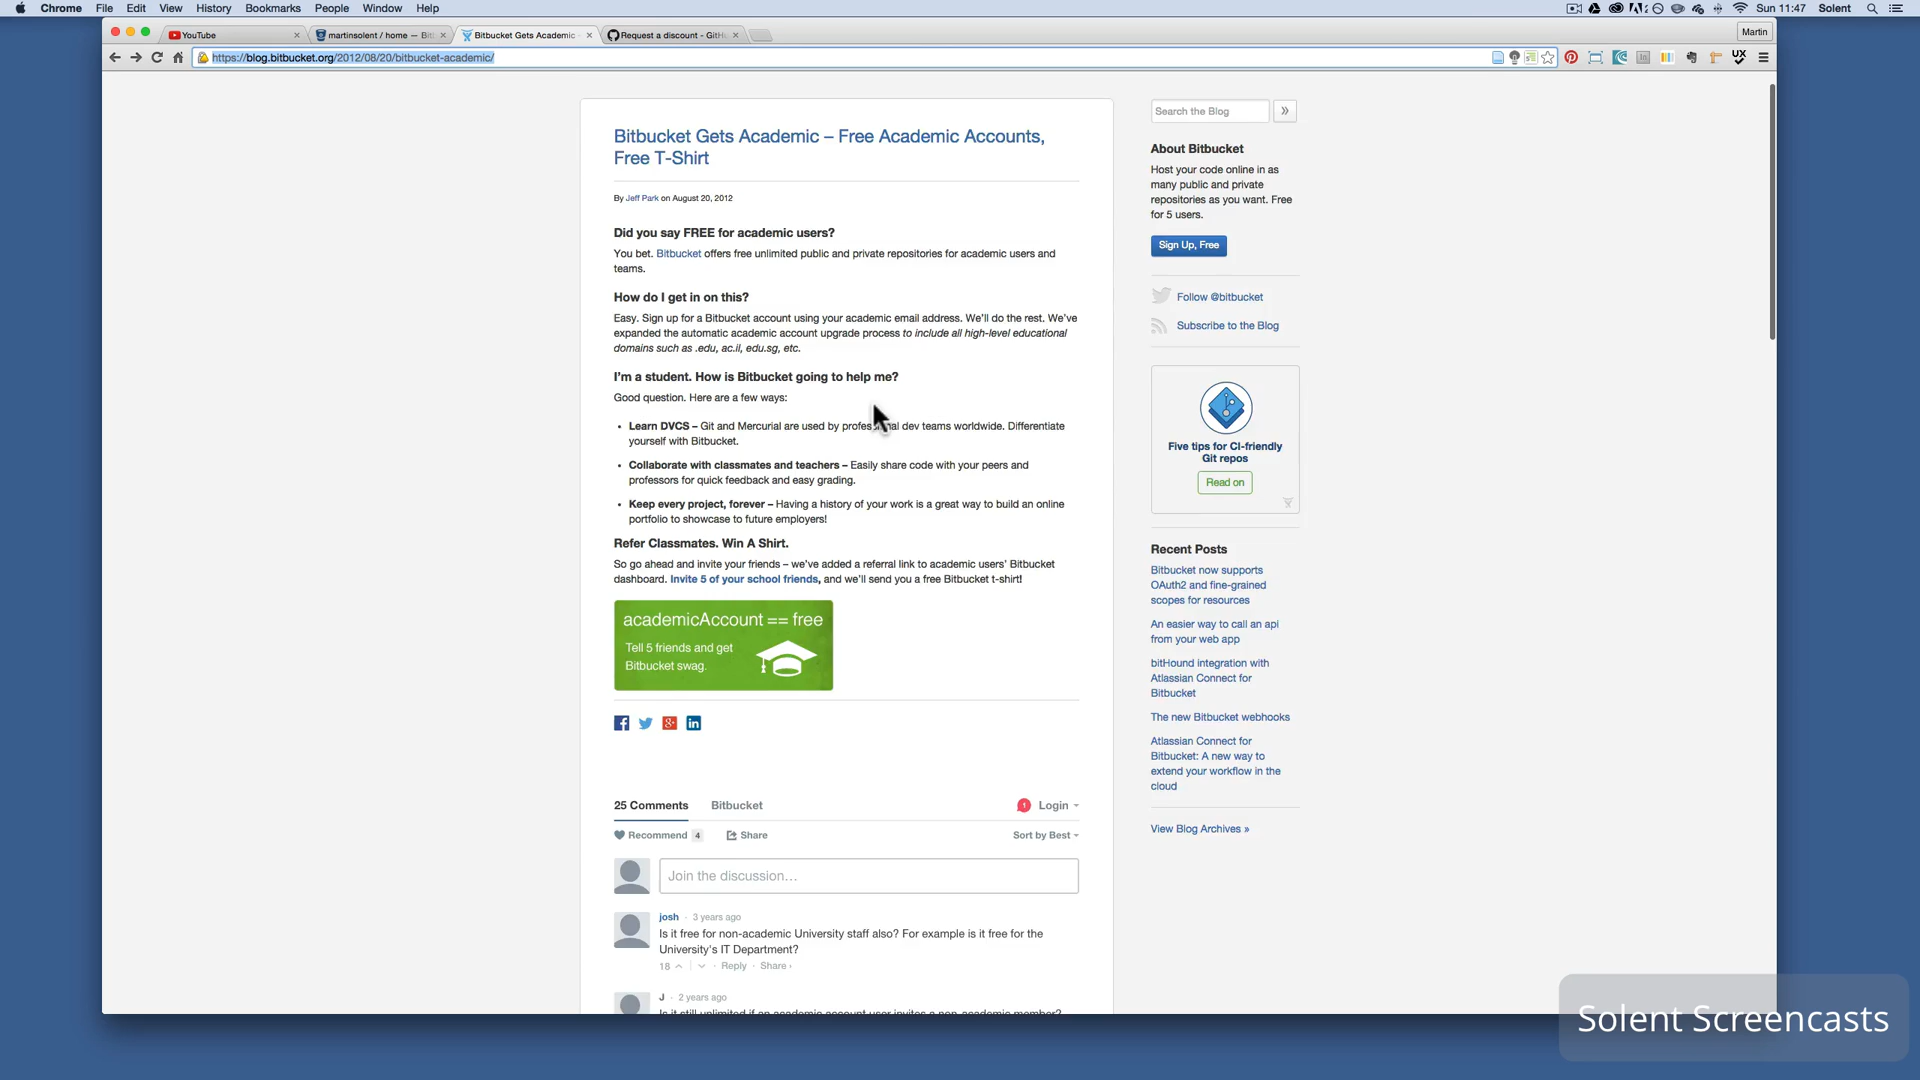 Chrome File Edit View History Bookmarks People Window Help
Sun 11:47 Solent
YouTube
martinsolent / home — Bit
Bitbucket Gets Academic
Request a discount - GitHu
Martin
https://blog.bitbucket.org/2012/08/20/bitbucket-academic/
Bitbucket Gets Academic – Free Academic Accounts,
Free T-Shirt
By Jeff Park on August 20, 2012
Did you say FREE for academic users?
You bet. Bitbucket offers free unlimited public and private repositories for academic users and
teams.
How do I get in on this?
Easy. Sign up for a Bitbucket account using your academic email address. We'll do the rest. We've
expanded the automatic academic account upgrade process to include all high-level educational
domains such as .edu, ac.il, edu.sg, etc.
I'm a student. How is Bitbucket going to help me?
Good question. Here are a few ways:
• Learn DVCS – Git and Mercurial are used by professional dev teams worldwide. Differentiate
yourself with Bitbucket.
• Collaborate with classmates and teachers – Easily share code with your peers and
professors for quick feedback and easy grading.
• Keep every project, forever – Having a history of your work is a great way to build an online
portfolio to showcase to future employers!
Refer Classmates. Win A Shirt.
So go ahead and invite your friends – we've added a referral link to academic users' Bitbucket
dashboard. Invite 5 of your school friends, and we'll send you a free Bitbucket t-shirt!
academicAccount == free
Tell 5 friends and get
Bitbucket swag.
25 Comments Bitbucket 1 Login
Recommend 4 Share Sort by Best
Join the discussion…
josh · 3 years ago
Is it free for non-academic University staff also? For example is it free for the
University's IT Department?
18 · Reply · Share ›
J · 2 years ago
Is it still unlimited if an academic account user invites a non-academic member?
Search the Blog »
About Bitbucket
Host your code online in as
many public and private
repositories as you want. Free
for 5 users.
Sign Up, Free
Follow @bitbucket
Subscribe to the Blog
Five tips for CI-friendly
Git repos
Read on
Recent Posts
Bitbucket now supports
OAuth2 and fine-grained
scopes for resources
An easier way to call an api
from your web app
bitHound integration with
Atlassian Connect for
Bitbucket
The new Bitbucket webhooks
Atlassian Connect for
Bitbucket: A new way to
extend your workflow in the
cloud
View Blog Archives »
Solent Screencasts